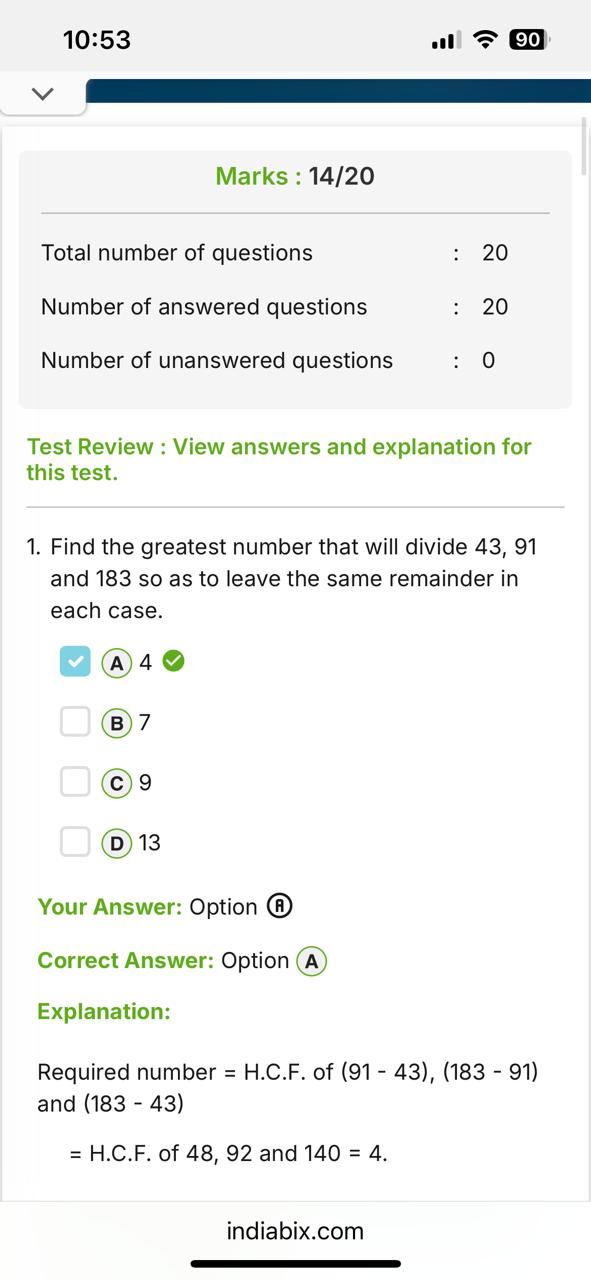 10:53
90
Marks : 14/20
Total number of questions : 20
Number of answered questions : 20
Number of unanswered questions : 0
Test Review : View answers and explanation for
this test.
1. Find the greatest number that will divide 43, 91
and 183 so as to leave the same remainder in
each case.
A 4
B 7
C 9
D 13
Your Answer: Option A
Correct Answer: Option A
Explanation:
Required number = H.C.F. of (91 - 43), (183 - 91)
and (183 - 43)
= H.C.F. of 48, 92 and 140 = 4.
indiabix.com